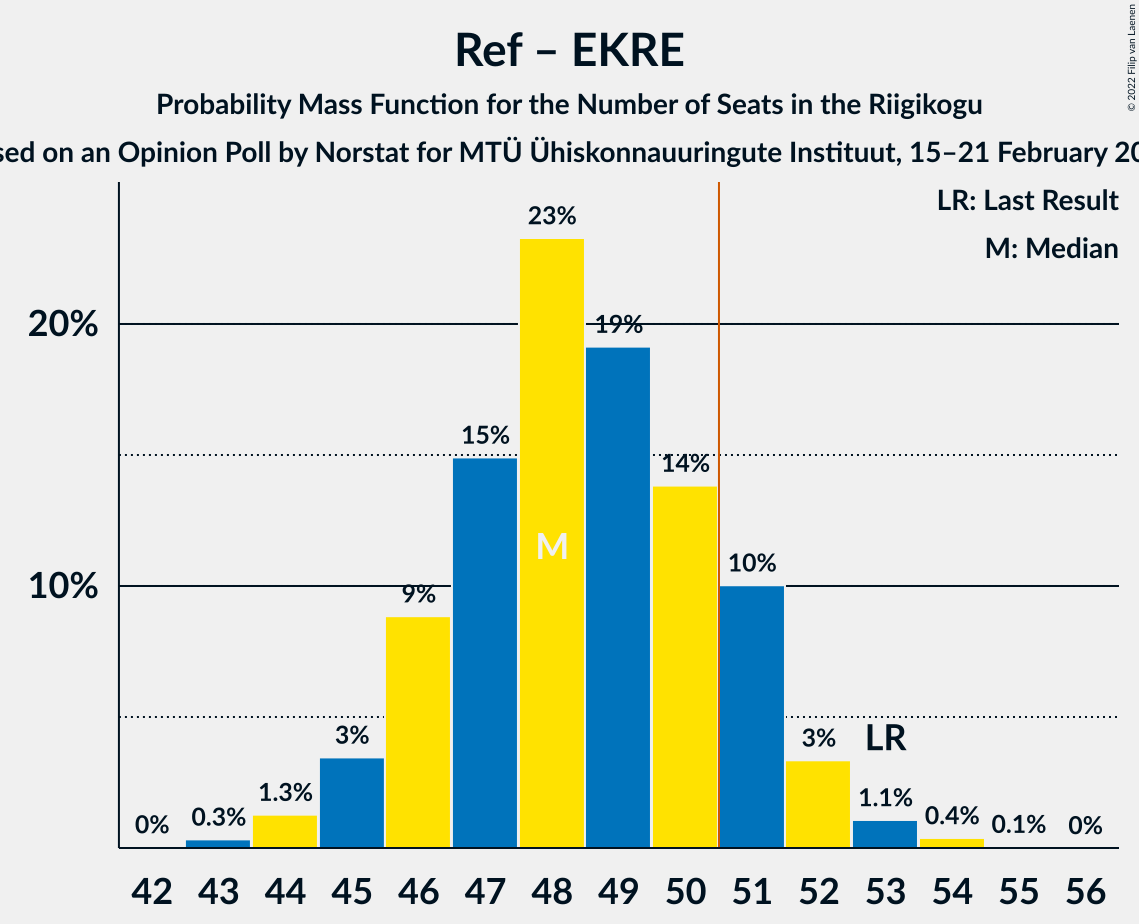 Ref – EKRE
Probability Mass Function for the Number of Seats in the Riigikogu
on an Opinion Poll by Norstat for MTÜ Ühiskonnauuringute Instituut, 15–21 February
© 2022 Filip van Laenen
LR: Last Result
M: Median
20%
10%
0%
0.3%
1.3%
3%
9%
15%
23%
19%
14%
10%
3%
1.1%
0.4%
0.1%
0%
M
LR
42 43 44 45 46 47 48 49 50 51 52 53 54 55 56